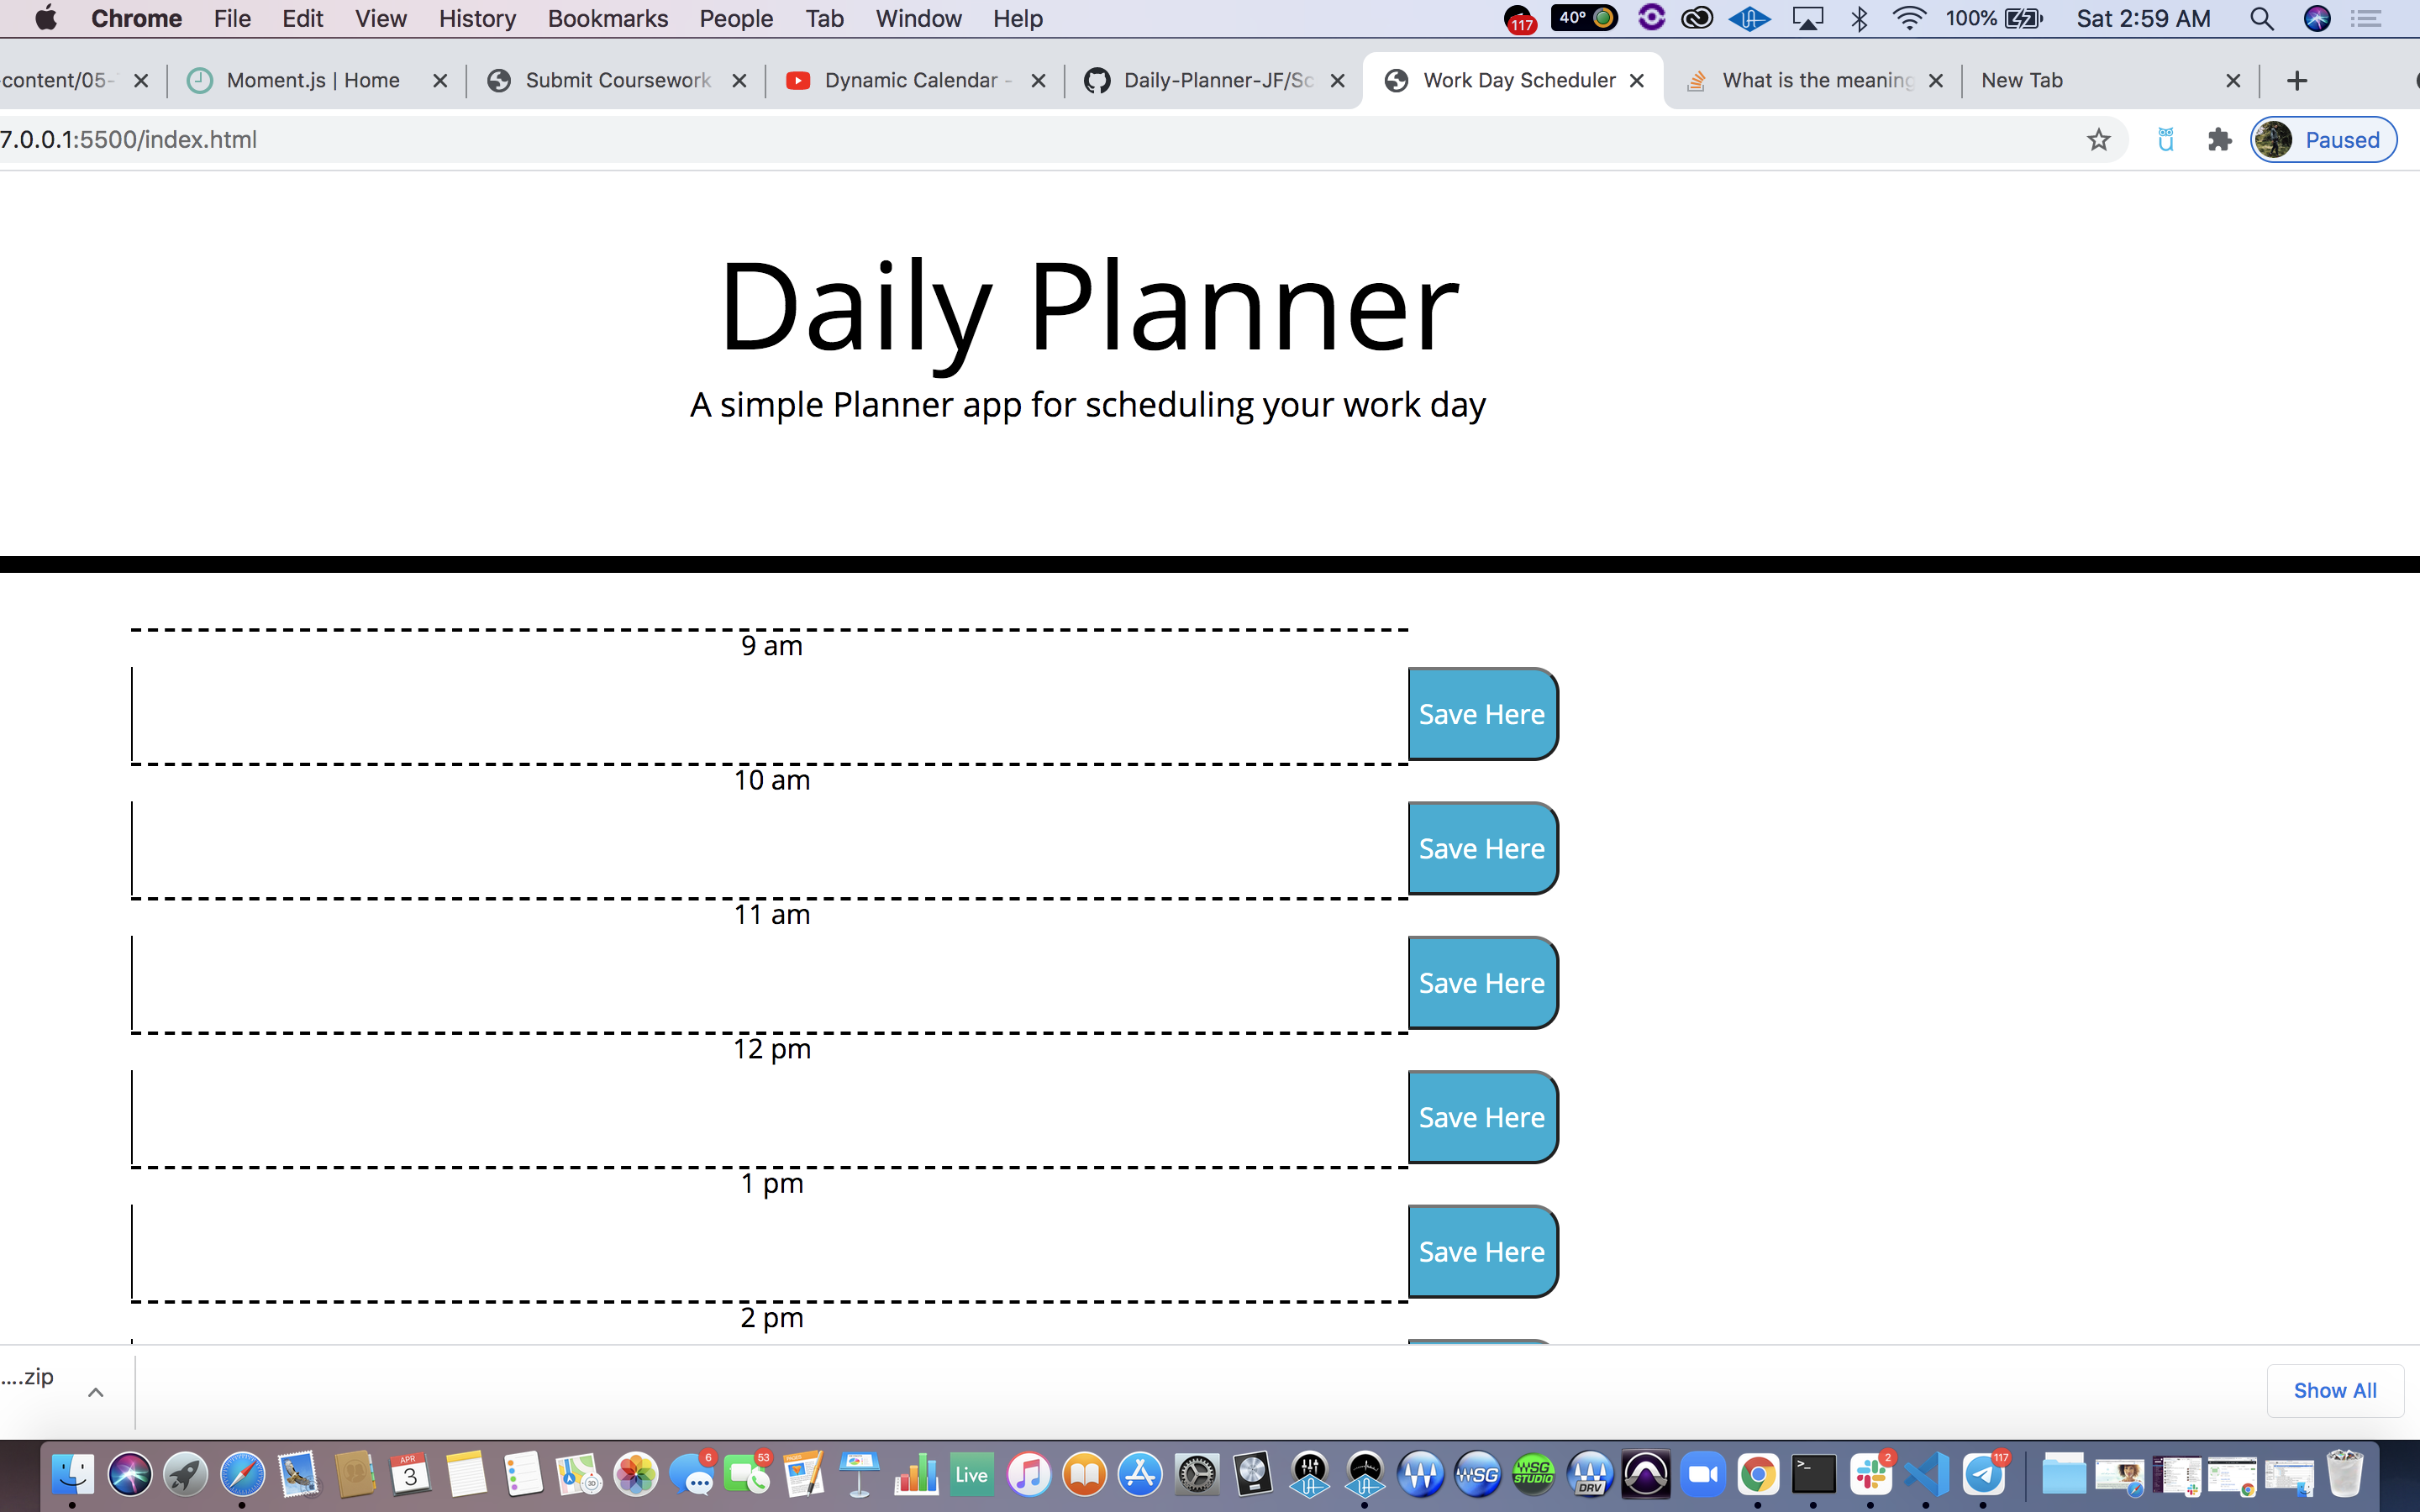 Chrome File Edit View History Bookmarks People Tab Window Help 117 40° 100% Sat 2:59 AM
content/05- Moment.js | Home Submit Coursework Dynamic Calendar - Daily-Planner-JF/Sc Work Day Scheduler What is the meaning New Tab
7.0.0.1:5500/index.html Paused
Daily Planner
A simple Planner app for scheduling your work day
9 am
Save Here
10 am
Save Here
11 am
Save Here
12 pm
Save Here
1 pm
Save Here
2 pm
....zip
Show All
APR 3 6 53 Live WSG WSG STUDIO DRV 2 117